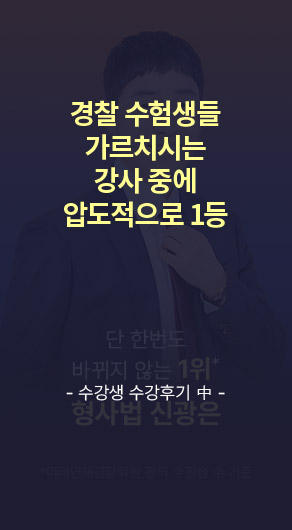 경찰 수험생들
가르치시는
강사 중에
압도적으로 1등
단 한번도
바뀌지 않는 1위*
- 수강생 수강후기 中 -
형사법 신광은